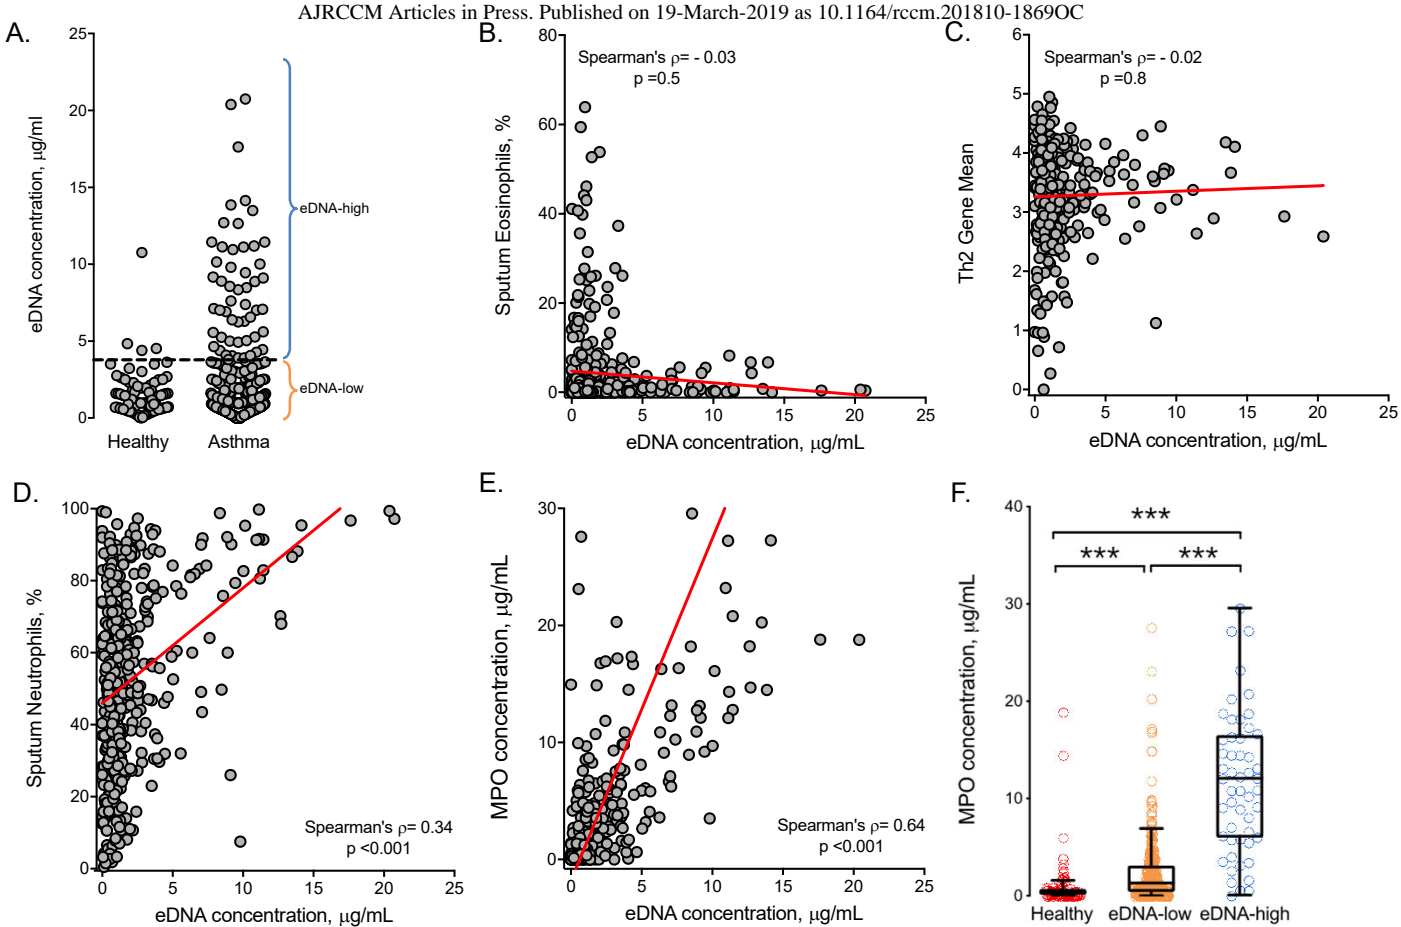 AJRCCM Articles in Press. Published on 19-March-2019 as 10.1164/rccm.201810-1869OC
A.
25
20
15
10
5
0
eDNA concentration, μg/ml
eDNA-high
eDNA-low
Healthy
Asthma
B.
80
60
40
20
0
Sputum Eosinophils, %
Spearman's ρ= - 0.03
p =0.5
0 5 10 15 20 25
eDNA concentration, μg/mL
C.
6
5
4
3
2
1
0
Th2 Gene Mean
Spearman's ρ= - 0.02
p =0.8
0 5 10 15 20 25
eDNA concentration, μg/mL
D.
100
80
60
40
20
0
Sputum Neutrophils, %
Spearman's ρ= 0.34
p <0.001
0 5 10 15 20 25
eDNA concentration, μg/mL
E.
30
20
10
0
MPO concentration, μg/mL
Spearman's ρ= 0.64
p <0.001
0 5 10 15 20 25
eDNA concentration, μg/mL
F.
40
30
20
10
0
MPO concentration, μg/mL
***
*** ***
Healthy eDNA-low eDNA-high